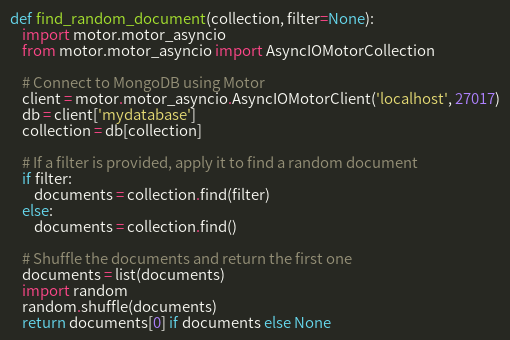 def find_random_document(collection, filter=None):
    import motor.motor_asyncio
    from motor.motor_asyncio import AsyncIOMotorCollection

    # Connect to MongoDB using Motor
    client = motor.motor_asyncio.AsyncIOMotorClient('localhost', 27017)
    db = client['mydatabase']
    collection = db[collection]

    # If a filter is provided, apply it to find a random document
    if filter:
        documents = collection.find(filter)
    else:
        documents = collection.find()

    # Shuffle the documents and return the first one
    documents = list(documents)
    import random
    random.shuffle(documents)
    return documents[0] if documents else None